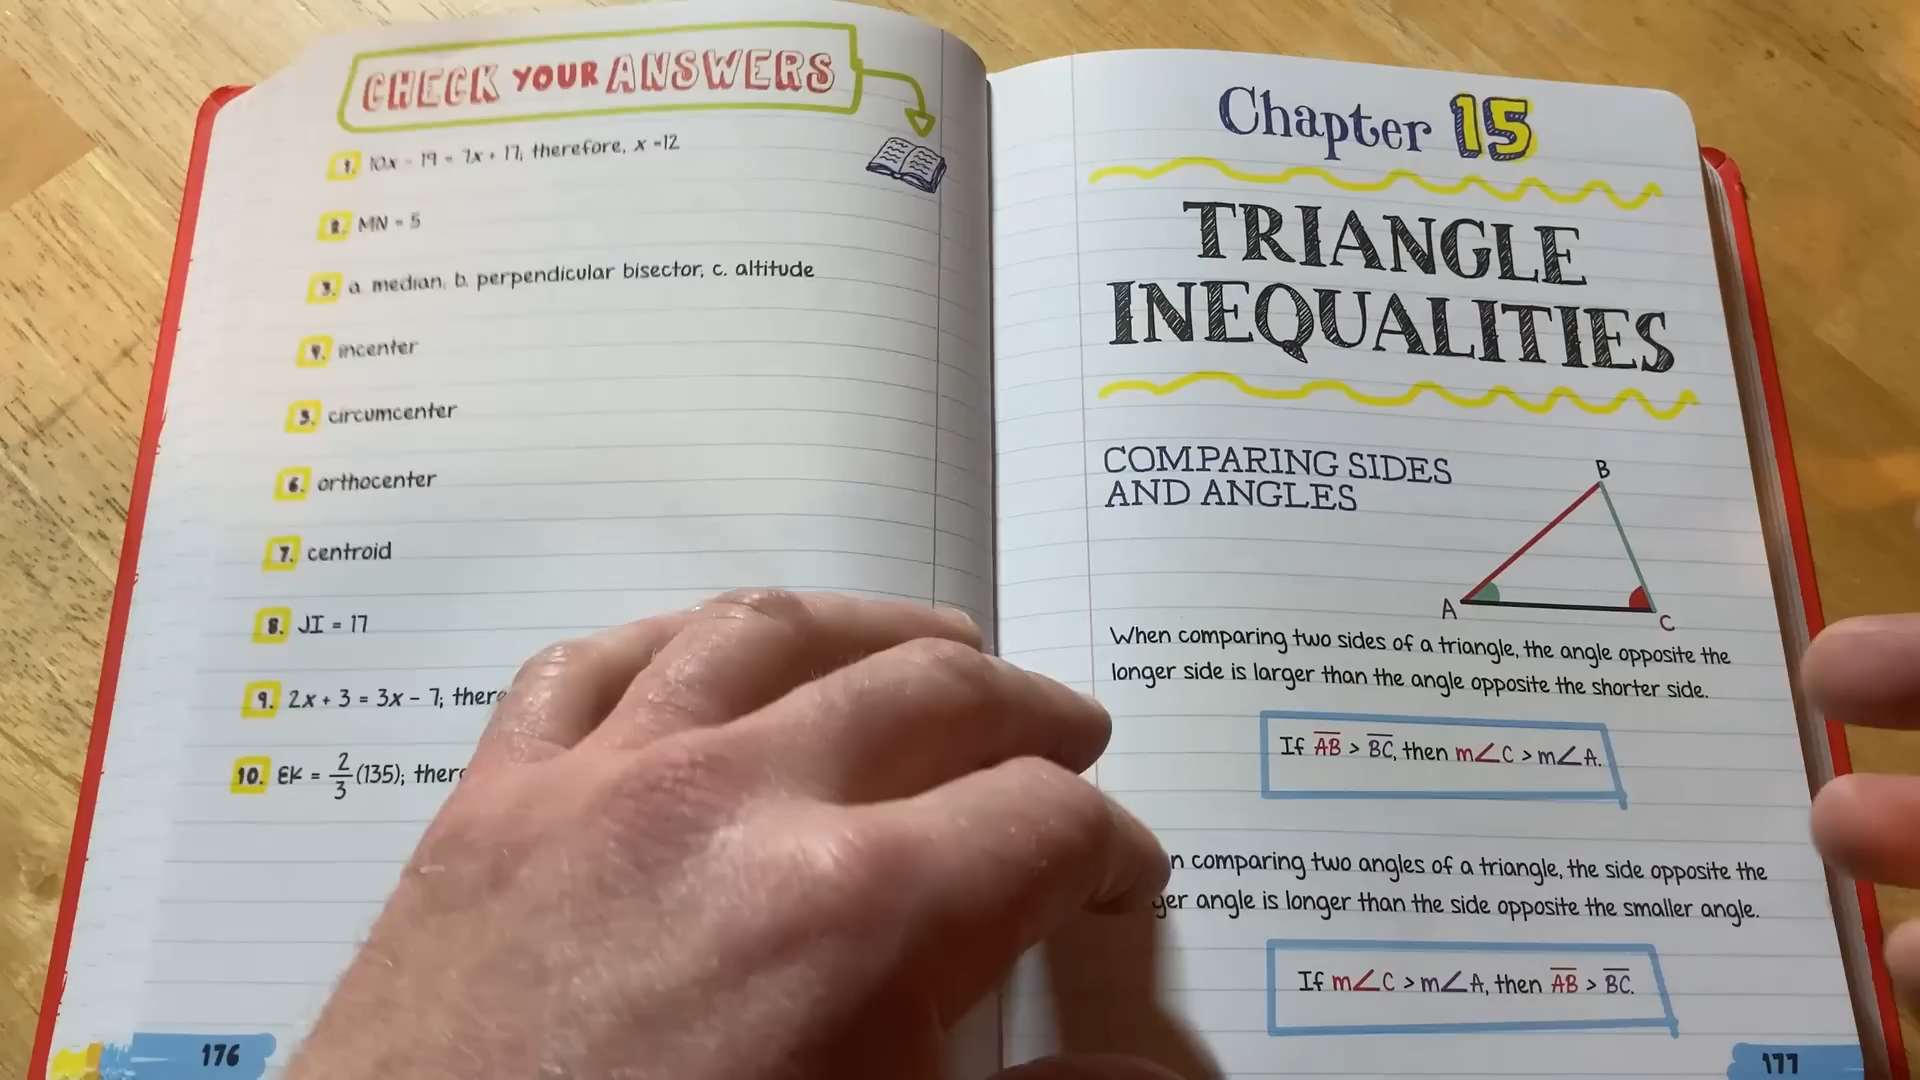 CHECK YOUR ANSWERS
1. 10x - 19 = 7x + 17; therefore, x = 12
2. MN = 5
3. a. median, b. perpendicular bisector, c. altitude
4. incenter
5. circumcenter
6. orthocenter
7. centroid
8. JI = 17
9. 2x + 3 = 3x - 7;
10. EK = 2/3 (135);
176
Chapter 15
TRIANGLE
INEQUALITIES
COMPARING SIDES
AND ANGLES
B
A
C
When comparing two sides of a triangle, the angle opposite the
longer side is larger than the angle opposite the shorter side.
If AB > BC, then m∠C > m∠A.
comparing two angles of a triangle, the side opposite the
angle is longer than the side opposite the smaller angle.
If m∠C > m∠A, then AB > BC.
177